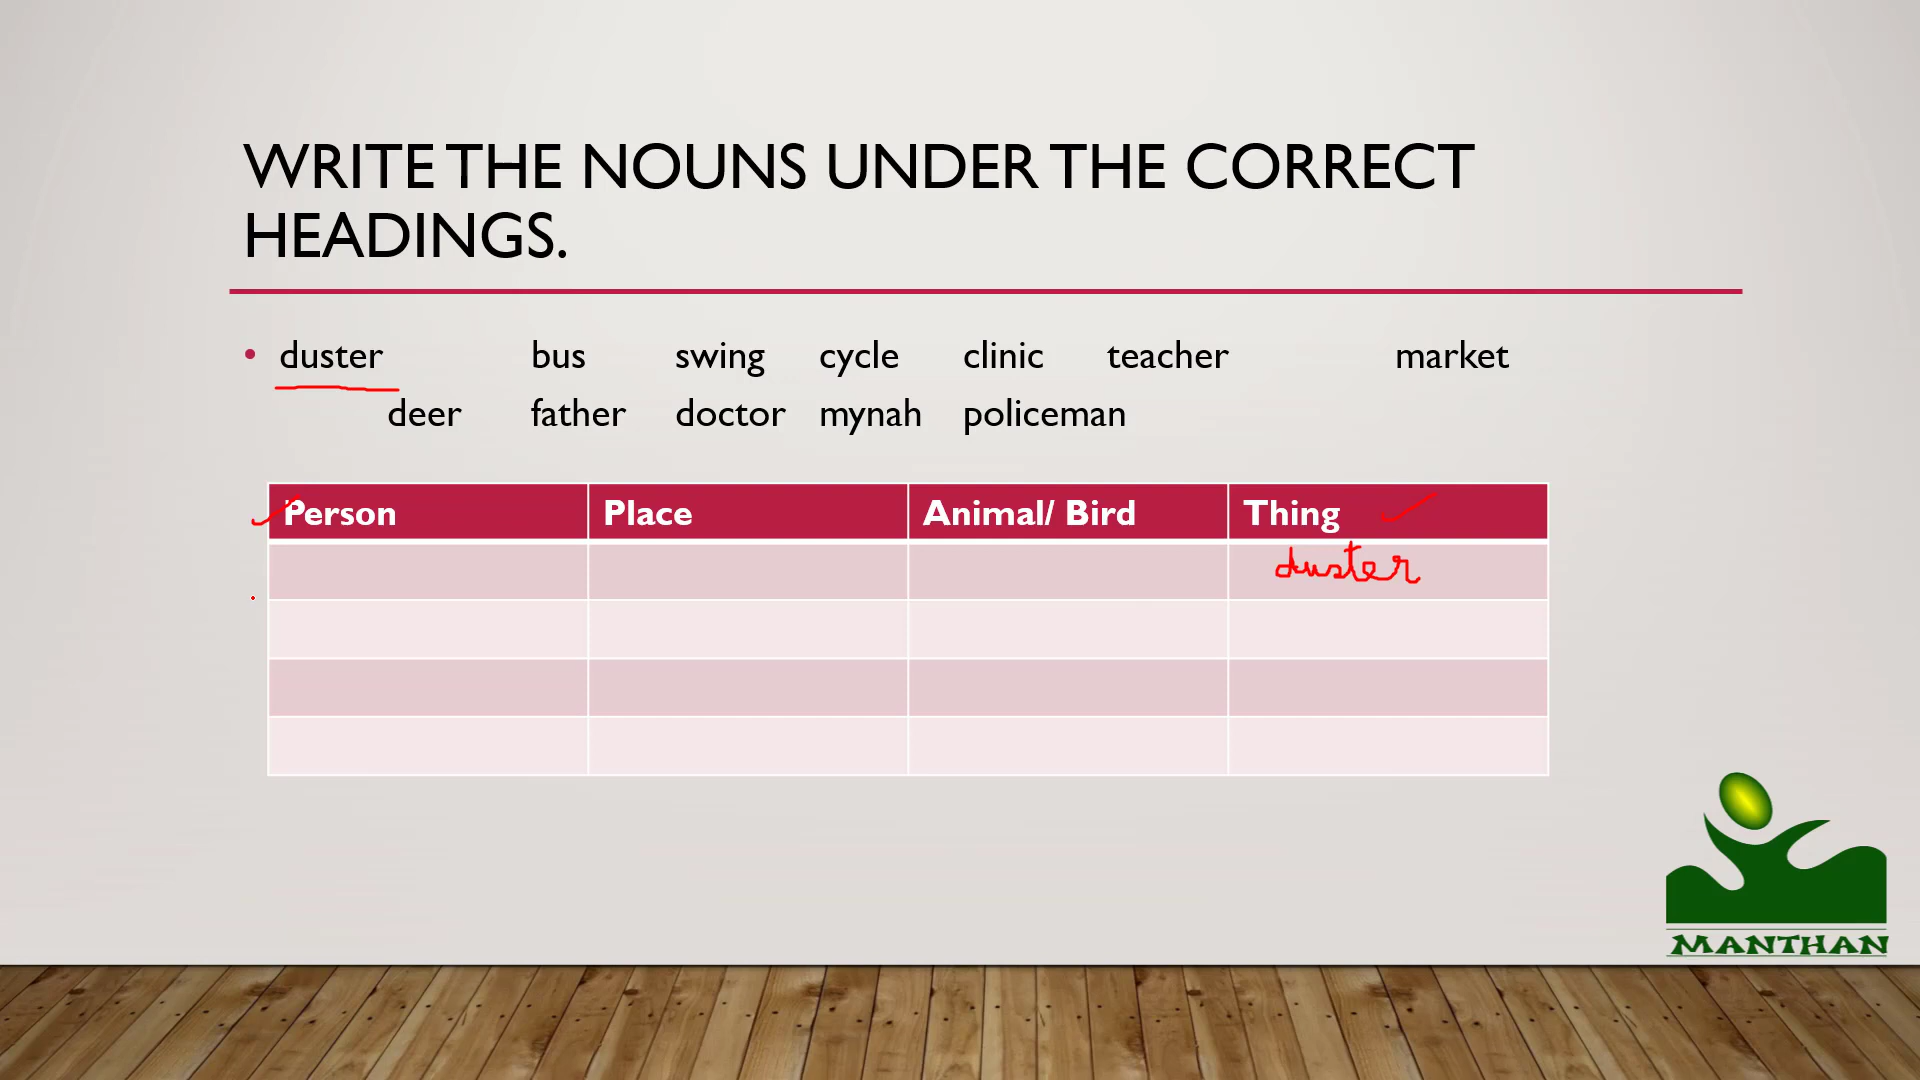 WRITE THE NOUNS UNDER THE CORRECT
HEADINGS.
• duster bus swing cycle clinic teacher market
deer father doctor mynah policeman
Person Place Animal/ Bird Thing
duster
MANTHAN